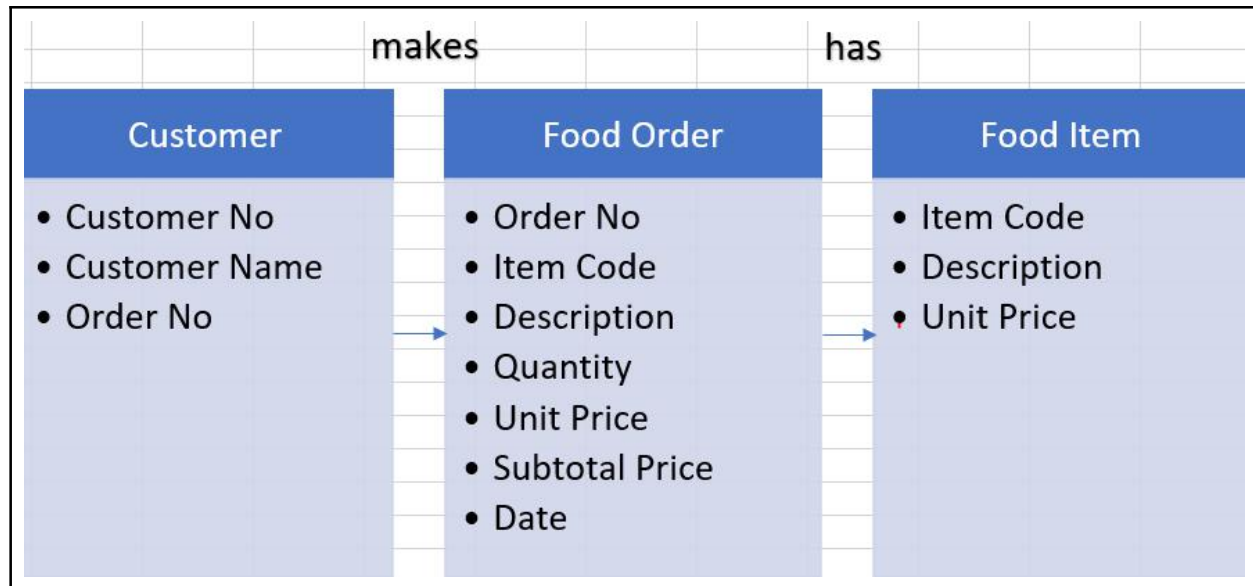 makes
has
Customer
• Customer No
• Customer Name
• Order No
Food Order
• Order No
• Item Code
• Description
• Quantity
• Unit Price
• Subtotal Price
• Date
Food Item
• Item Code
• Description
• Unit Price